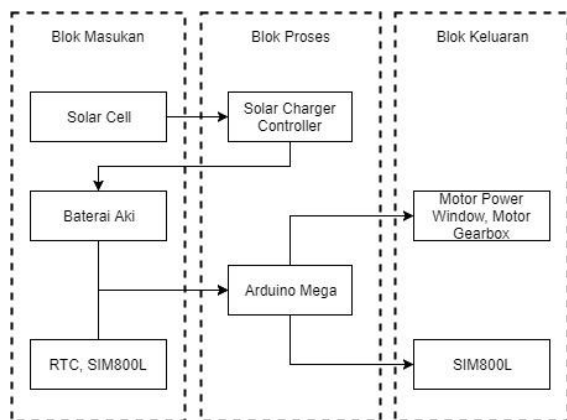 Blok Masukan
Blok Proses
Blok Keluaran
Solar Cell
Solar Charger
Controller
Baterai Aki
Motor Power
Window, Motor
Gearbox
Arduino Mega
RTC, SIM800L
SIM800L